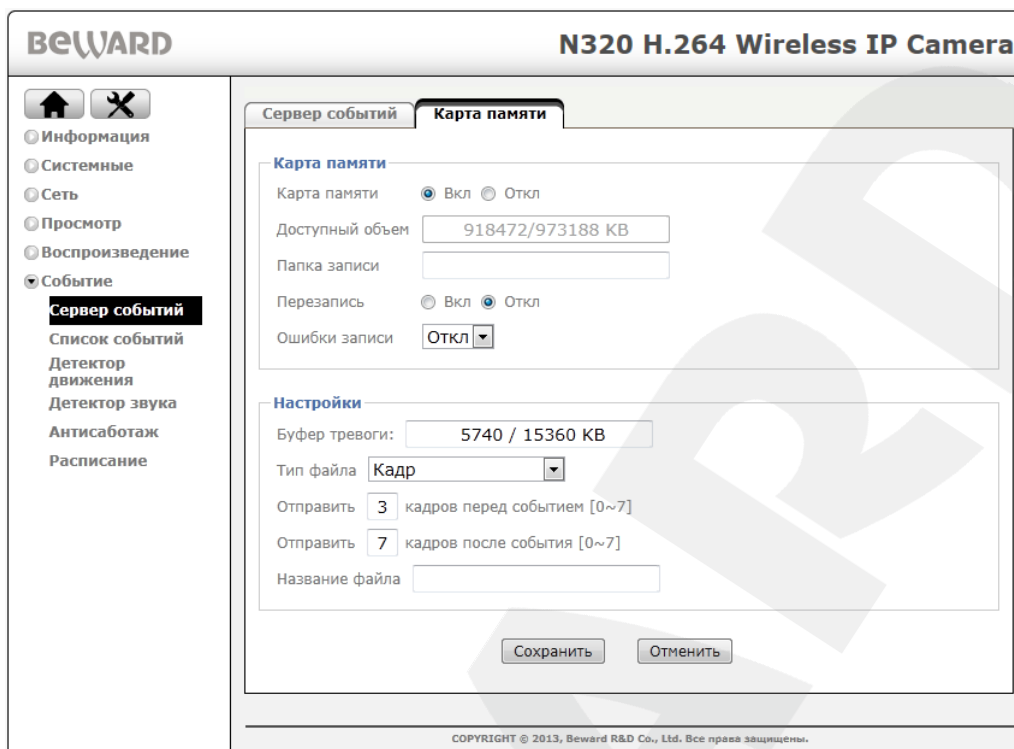 BEWARD
N320 H.264 Wireless IP Camera
Информация
Системные
Сеть
Просмотр
Воспроизведение
Событие
Сервер событий
Список событий
Детектор
движения
Детектор звука
Антисаботаж
Расписание
Сервер событий Карта памяти
Карта памяти
Карта памяти Вкл Откл
Доступный объем 918472/973188 KB
Папка записи
Перезапись Вкл Откл
Ошибки записи Откл
Настройки
Буфер тревоги: 5740 / 15360 KB
Тип файла Кадр
Отправить 3 кадров перед событием [0~7]
Отправить 7 кадров после события [0~7]
Название файла
Сохранить Отменить
COPYRIGHT © 2013, Beward R&D Co., Ltd. Все права защищены.
ARD